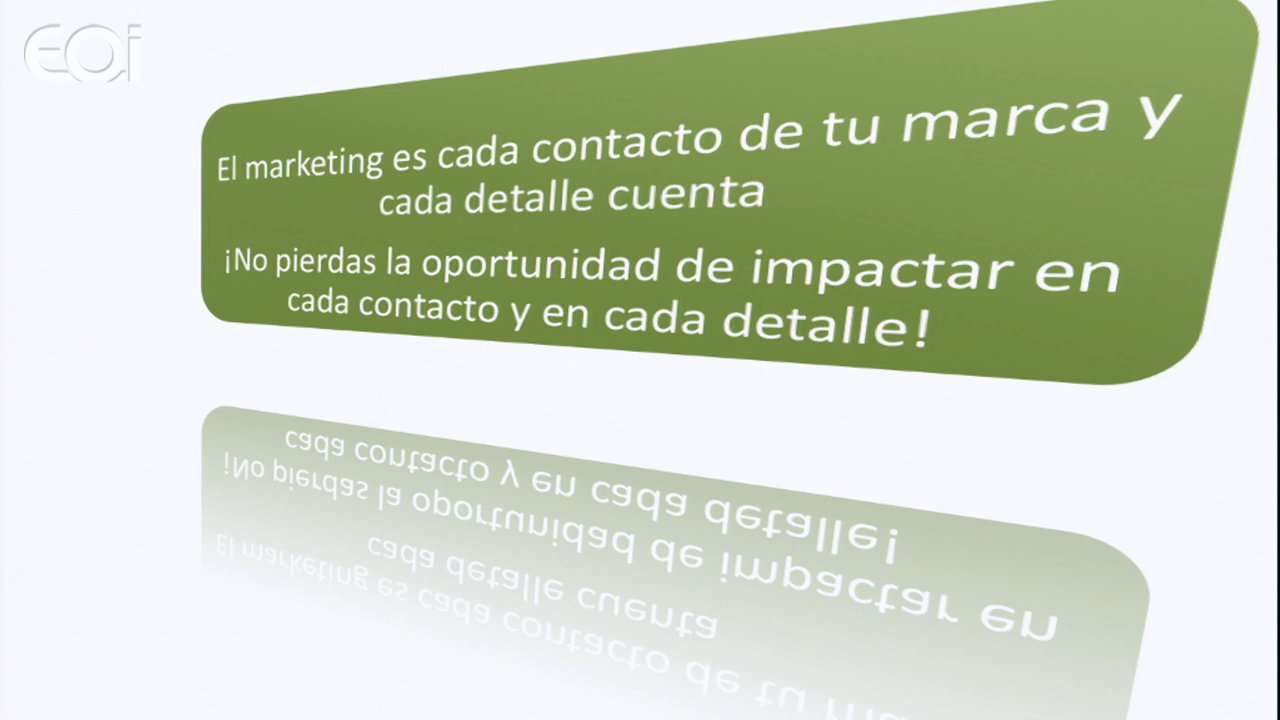 EOi
El marketing es cada contacto de tu marca y
cada detalle cuenta
¡No pierdas la oportunidad de impactar en
cada contacto y en cada detalle!